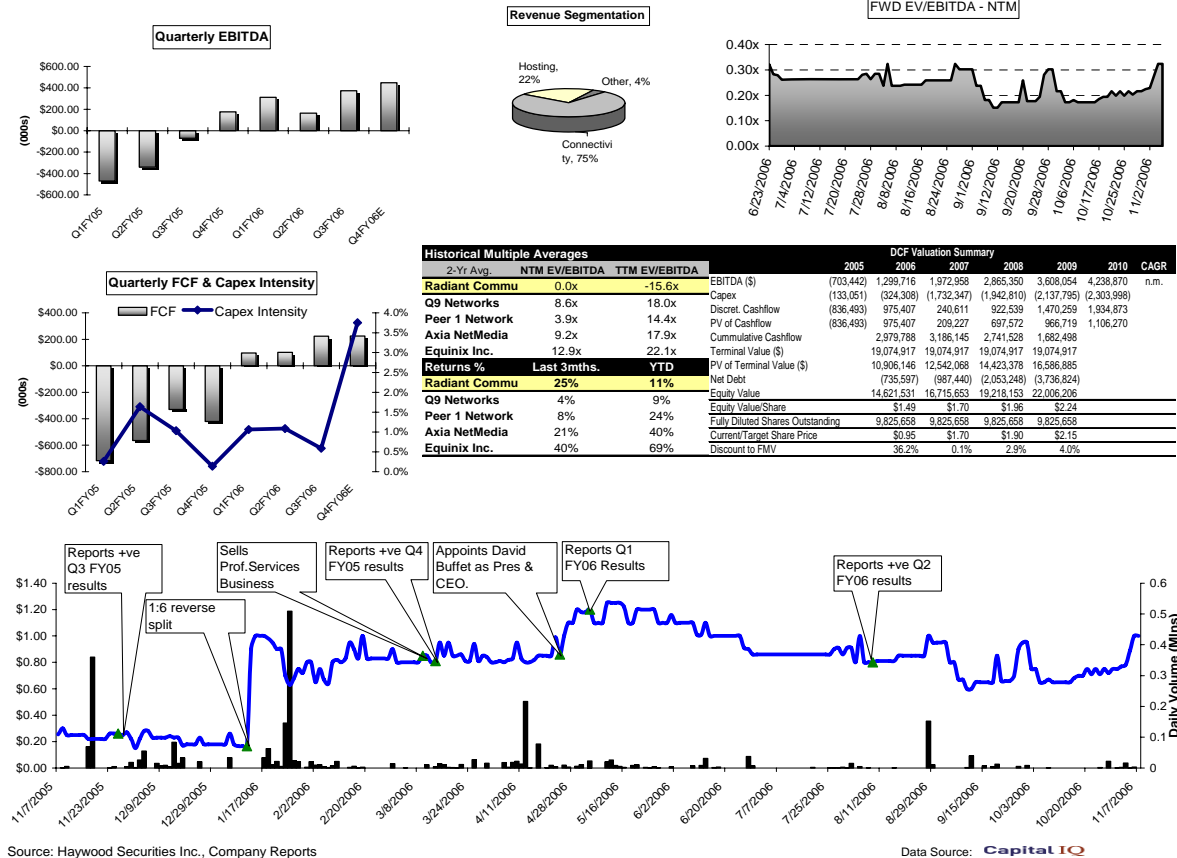 Quarterly EBITDA
$600.00
$400.00
$200.00
$0.00
-$200.00
-$400.00
-$600.00
(000s)
Q1FY05
Q2FY05
Q3FY05
Q4FY05
Q1FY06
Q2FY06
Q3FY06
Q4FY06E
Revenue Segmentation
Hosting,
22%
Other, 4%
Connectivi
ty, 75%
FWD EV/EBITDA - NTM
0.40x
0.30x
0.20x
0.10x
0.00x
6/23/2006
7/4/2006
7/12/2006
7/20/2006
7/28/2006
8/8/2006
8/16/2006
8/24/2006
9/1/2006
9/12/2006
9/20/2006
9/28/2006
10/6/2006
10/17/2006
10/25/2006
11/2/2006
Quarterly FCF & Capex Intensity
FCF Capex Intensity
$400.00
$200.00
$0.00
-$200.00
-$400.00
-$600.00
-$800.00
(000s)
4.0%
3.5%
3.0%
2.5%
2.0%
1.5%
1.0%
0.5%
0.0%
Q1FY05
Q2FY05
Q3FY05
Q4FY05
Q1FY06
Q2FY06
Q3FY06
Q4FY06E
Historical Multiple Averages
2-Yr Avg. NTM EV/EBITDA TTM EV/EBITDA
Radiant Commu 0.0x -15.6x
Q9 Networks 8.6x 18.0x
Peer 1 Network 3.9x 14.4x
Axia NetMedia 9.2x 17.9x
Equinix Inc. 12.9x 22.1x
Returns % Last 3mths. YTD
Radiant Commu 25% 11%
Q9 Networks 4% 9%
Peer 1 Network 8% 24%
Axia NetMedia 21% 40%
Equinix Inc. 40% 69%
DCF Valuation Summary
2005 2006 2007 2008 2009 2010 CAGR
EBITDA ($) (703,442) 1,299,716 1,972,958 2,865,350 3,608,054 4,238,870 n.m.
Capex (133,051) (324,308) (1,732,347) (1,942,810) (2,137,795) (2,303,998)
Discret. Cashflow (836,493) 975,407 240,611 922,539 1,470,259 1,934,873
PV of Cashflow (836,493) 975,407 209,227 697,572 966,719 1,106,270
Cummulative Cashflow 2,979,788 3,186,145 2,741,528 1,682,498
Terminal Value ($) 19,074,917 19,074,917 19,074,917 19,074,917
PV of Terminal Value ($) 10,906,146 12,542,068 14,423,378 16,586,885
Net Debt (735,597) (987,440) (2,053,248) (3,736,824)
Equity Value 14,621,531 16,715,653 19,218,153 22,006,206
Equity Value/Share $1.49 $1.70 $1.96 $2.24
Fully Diluted Shares Outstanding 9,825,658 9,825,658 9,825,658 9,825,658
Current/Target Share Price $0.95 $1.70 $1.90 $2.15
Discount to FMV 36.2% 0.1% 2.9% 4.0%
Reports +ve
Q3 FY05
results
1:6 reverse
split
Sells
Prof.Services
Business
Reports +ve Q4
FY05 results
Appoints David
Buffet as Pres &
CEO.
Reports Q1
FY06 Results
Reports +ve Q2
FY06 results
$1.40
$1.20
$1.00
$0.80
$0.60
$0.40
$0.20
$0.00
0.6
0.5
0.4
0.3
0.2
0.1
0
Daily Volume (Mlns)
11/7/2005
11/23/2005
12/9/2005
12/29/2005
1/17/2006
2/2/2006
2/20/2006
3/8/2006
3/24/2006
4/11/2006
4/28/2006
5/16/2006
6/2/2006
6/20/2006
7/7/2006
7/25/2006
8/11/2006
8/29/2006
9/15/2006
10/3/2006
10/20/2006
11/7/2006
Source: Haywood Securities Inc., Company Reports
Data Source: Capital IQ